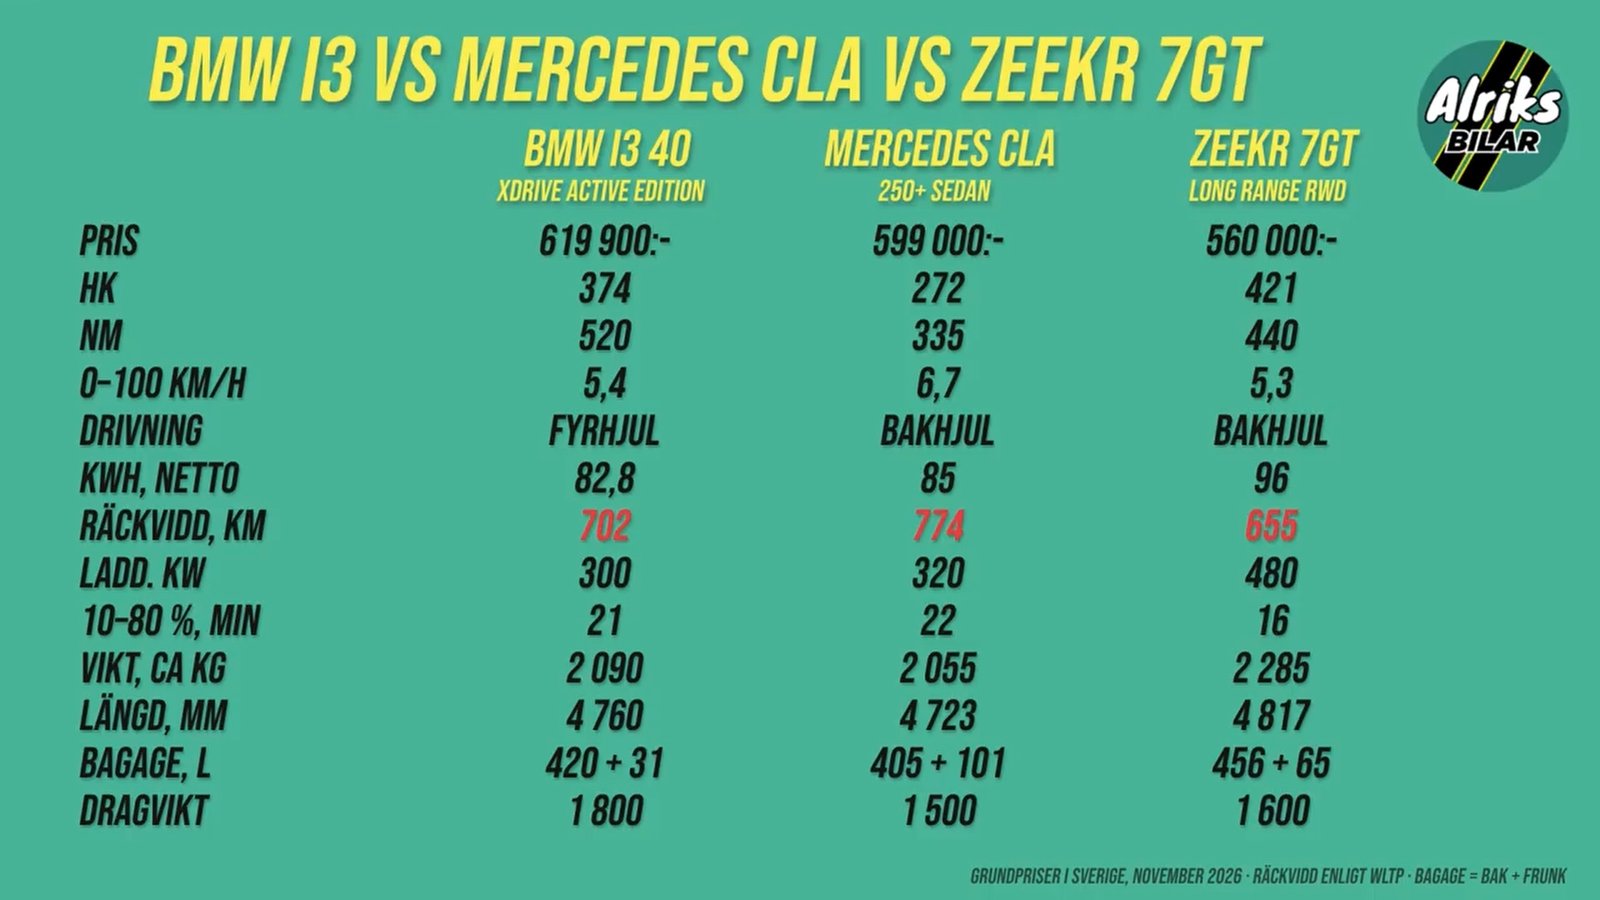 BMW I3 VS MERCEDES CLA VS ZEEKR 7GT
Alriks
BILAR
BMW I3 40 MERCEDES CLA ZEEKR 7GT
XDRIVE ACTIVE EDITION 250+ SEDAN LONG RANGE RWD
PRIS 619 900:- 599 000:- 560 000:-
HK 374 272 421
NM 520 335 440
0–100 KM/H 5,4 6,7 5,3
DRIVNING FYRHJUL BAKHJUL BAKHJUL
KWH, NETTO 82,8 85 96
RÄCKVIDD, KM 702 774 655
LADD. KW 300 320 480
10–80 %, MIN 21 22 16
VIKT, CA KG 2 090 2 055 2 285
LÄNGD, MM 4 760 4 723 4 817
BAGAGE, L 420 + 31 405 + 101 456 + 65
DRAGVIKT 1 800 1 500 1 600
GRUNDPRISER I SVERIGE, NOVEMBER 2026 · RÄCKVIDD ENLIGT WLTP · BAGAGE = BAK + FRUNK